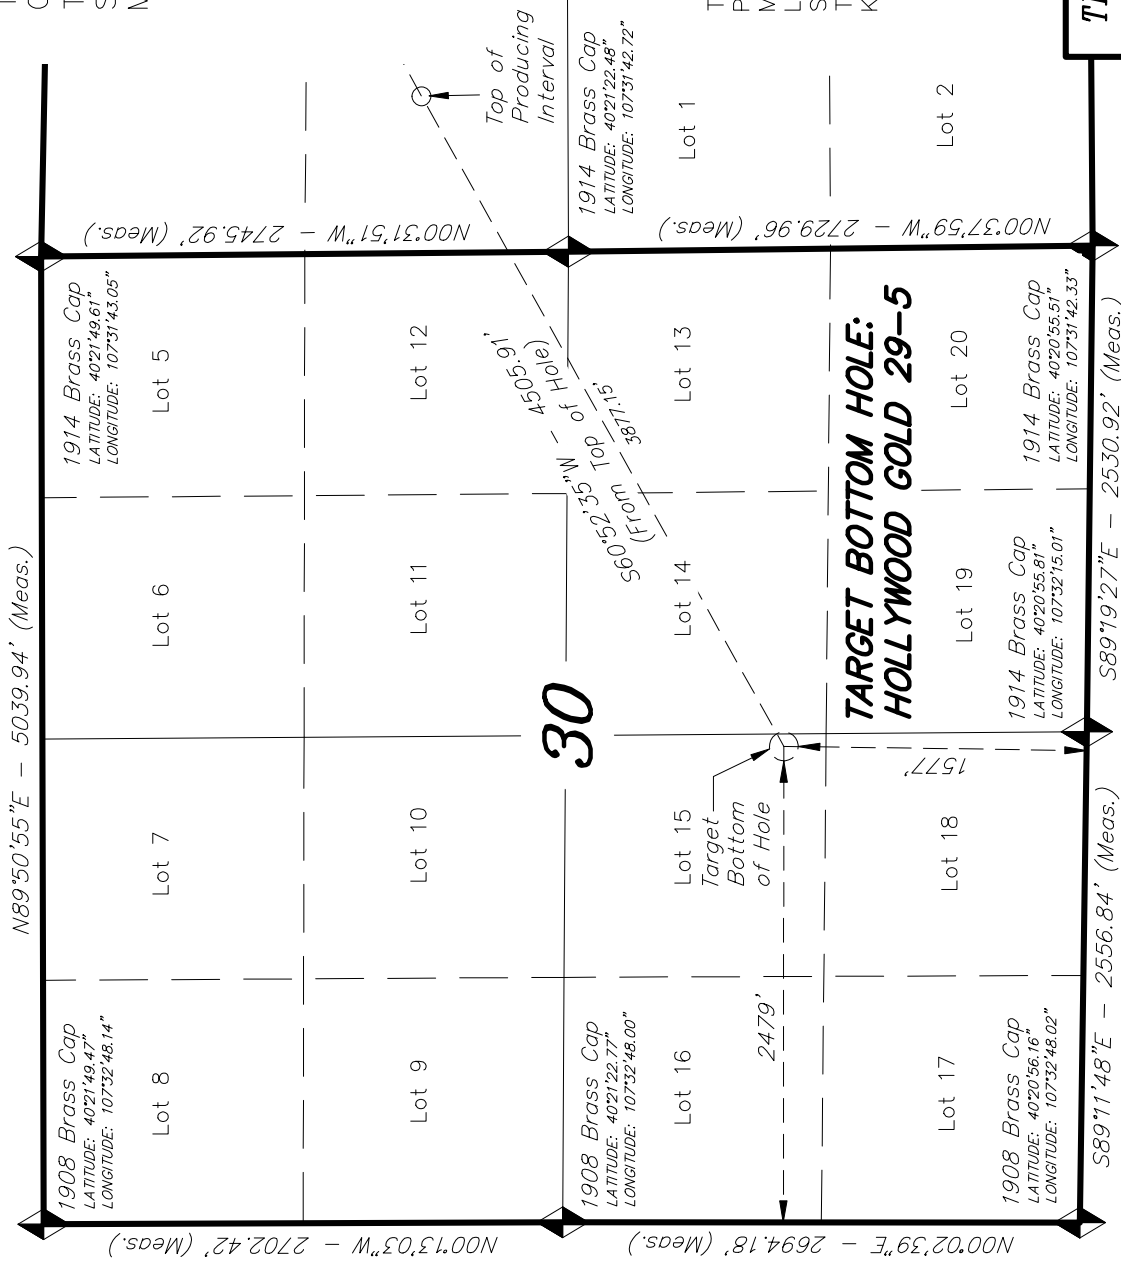 N89°50'55"E - 5039.94' (Meas.)
1908 Brass Cap
LATITUDE: 40°21'49.47"
LONGITUDE: 107°32'48.14"
1914 Brass Cap
LATITUDE: 40°21'49.61"
LONGITUDE: 107°31'43.05"
Lot 8
Lot 7
Lot 6
Lot 5
N00°13'03"W - 2702.42' (Meas.)
N00°31'51"W - 2745.92' (Meas.)
Lot 9
Lot 10
Lot 11
Lot 12
Top of
Producing
Interval
S60°52'35"W - 4505.91'
(From Top of Hole)
3877.15'
30
1908 Brass Cap
LATITUDE: 40°21'22.77"
LONGITUDE: 107°32'48.00"
1914 Brass Cap
LATITUDE: 40°21'22.48"
LONGITUDE: 107°31'42.72"
Lot 16
Lot 15
Lot 14
Lot 13
Lot 1
Target
Bottom
of Hole
2479'
1577'
N00°02'39"E - 2694.18' (Meas.)
N00°37'59"W - 2729.96' (Meas.)
TARGET BOTTOM HOLE:
HOLLYWOOD GOLD 29-5
Lot 17
Lot 18
Lot 19
Lot 20
Lot 2
1908 Brass Cap
LATITUDE: 40°20'56.16"
LONGITUDE: 107°32'48.02"
1914 Brass Cap
LATITUDE: 40°20'55.81"
LONGITUDE: 107°32'15.01"
1914 Brass Cap
LATITUDE: 40°20'55.51"
LONGITUDE: 107°31'42.33"
S89°11'48"E - 2556.84' (Meas.)
S89°19'27"E - 2530.92' (Meas.)